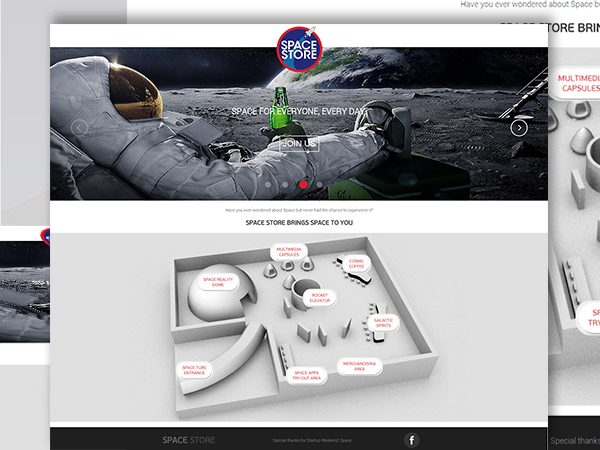 Have you ever wondered about Space b
SPACE STORE BRIN
SPACE
STORE
SPACE FOR EVERYONE, EVERY DAY
JOIN US
Have you ever wondered about Space but never had the chance to experience it?
SPACE STORE BRINGS SPACE TO YOU
MULTIMEDIA
CAPSULES
COSMIC
COFFEE
SPACE REALITY
DOME
ROCKET
ELEVATOR
GALACTIC
SPIRITS
SPACE TUBE
ENTRANCE
SPACE APPS
TRY-OUT AREA
MERCHANDISING
AREA
MULTIMEDIA
CAPSULES
SP
TRY-
SPACE STORE
Special thanks for Startup Weekend: Space
f
Special thanks